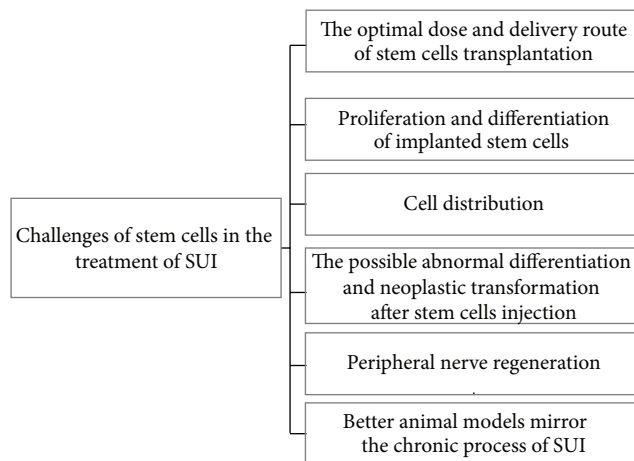 The optimal dose and delivery route
of stem cells transplantation
Proliferation and differentiation
of implanted stem cells
Cell distribution
Challenges of stem cells in the
treatment of SUI
The possible abnormal differentiation
and neoplastic transformation
after stem cells injection
Peripheral nerve regeneration
Better animal models mirror
the chronic process of SUI